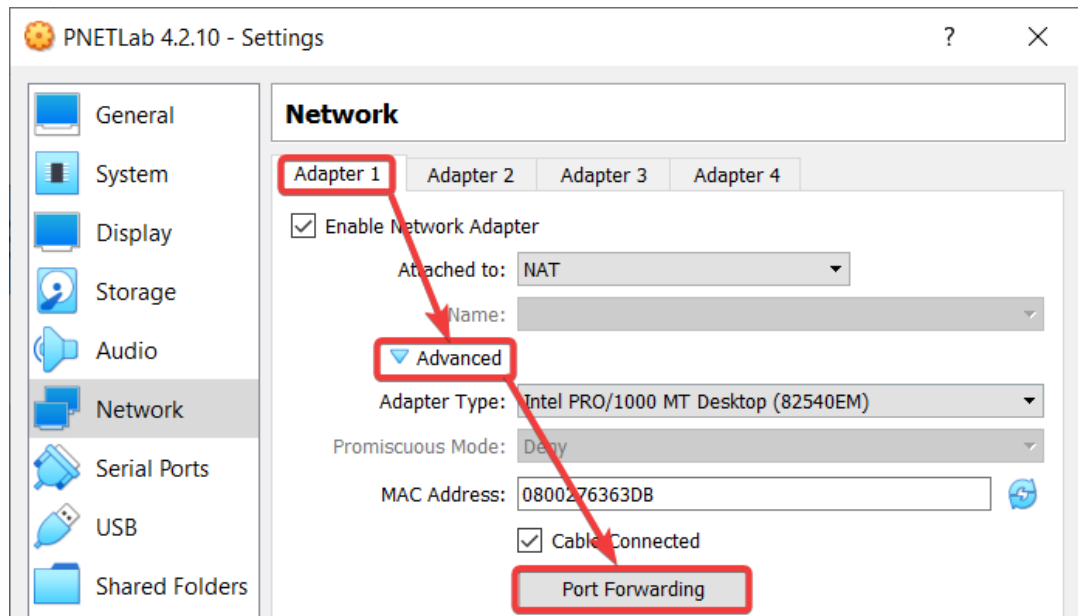 PNETLab 4.2.10 - Settings
?
General
System
Display
Storage
Audio
Network
Serial Ports
USB
Shared Folders
Network
Adapter 1 Adapter 2 Adapter 3 Adapter 4
Enable Network Adapter
Attached to: NAT
Name:
Advanced
Adapter Type: Intel PRO/1000 MT Desktop (82540EM)
Promiscuous Mode: Deny
MAC Address: 0800276363DB
Cable Connected
Port Forwarding